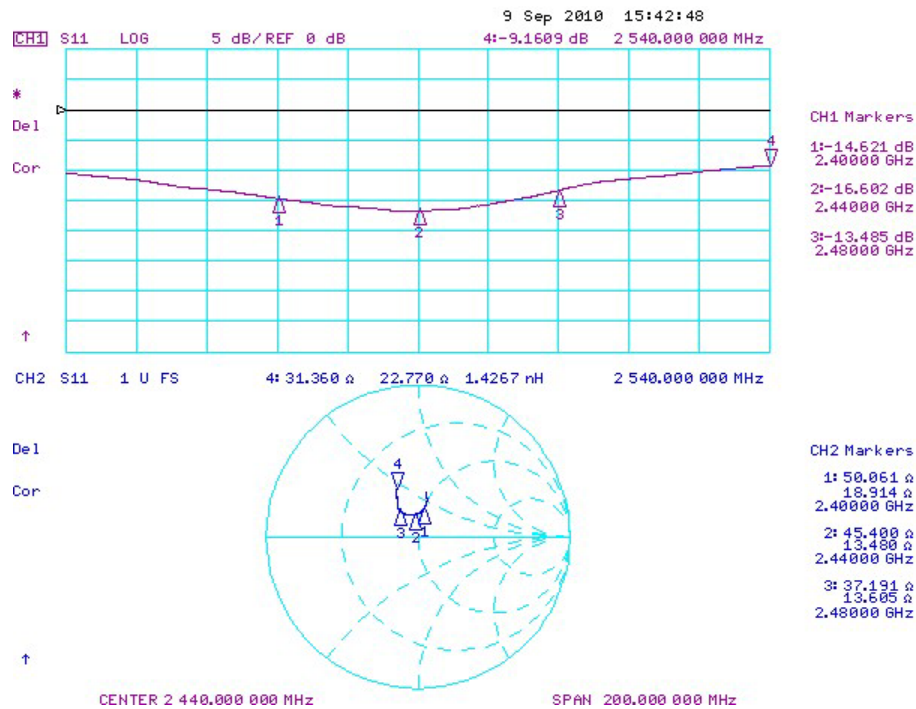 9 Sep 2010 15:42:48
CH1 S11 LOG 5 dB/REF 0 dB 4:-9.1609 dB 2 540.000 000 MHz
*
Del
Cor
↑
1
2
3
4
CH1 Markers
1:-14.621 dB
2.40000 GHz
2:-16.602 dB
2.44000 GHz
3:-13.485 dB
2.48000 GHz
CH2 S11 1 U FS 4: 31.360 Ω 22.770 Ω 1.4267 nH 2 540.000 000 MHz
Del
Cor
↑
4
3
2
1
CH2 Markers
1: 50.061 Ω
18.914 Ω
2.40000 GHz
2: 45.400 Ω
13.480 Ω
2.44000 GHz
3: 37.191 Ω
13.605 Ω
2.48000 GHz
CENTER 2 440.000 000 MHz SPAN 200.000 000 MHz